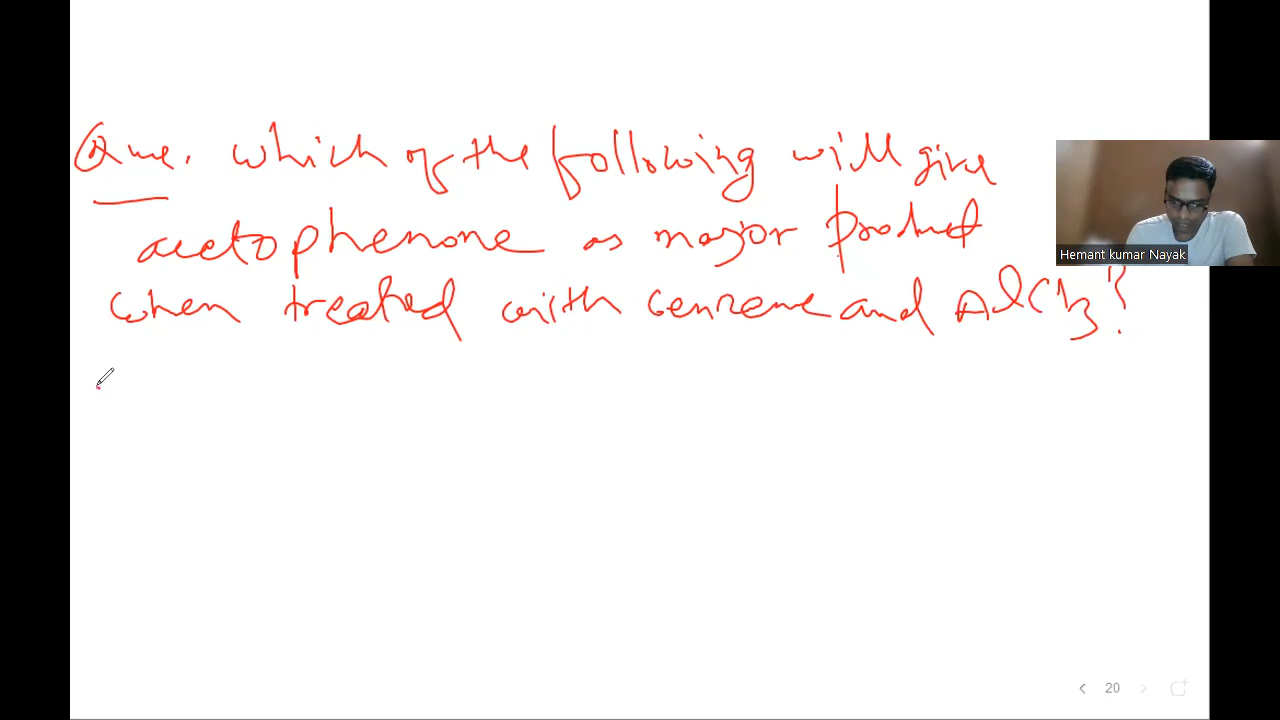 Que. which of the following will give
acetophenone as major product
when treated with benzene and AlCl3?
Hemant kumar Nayak
20